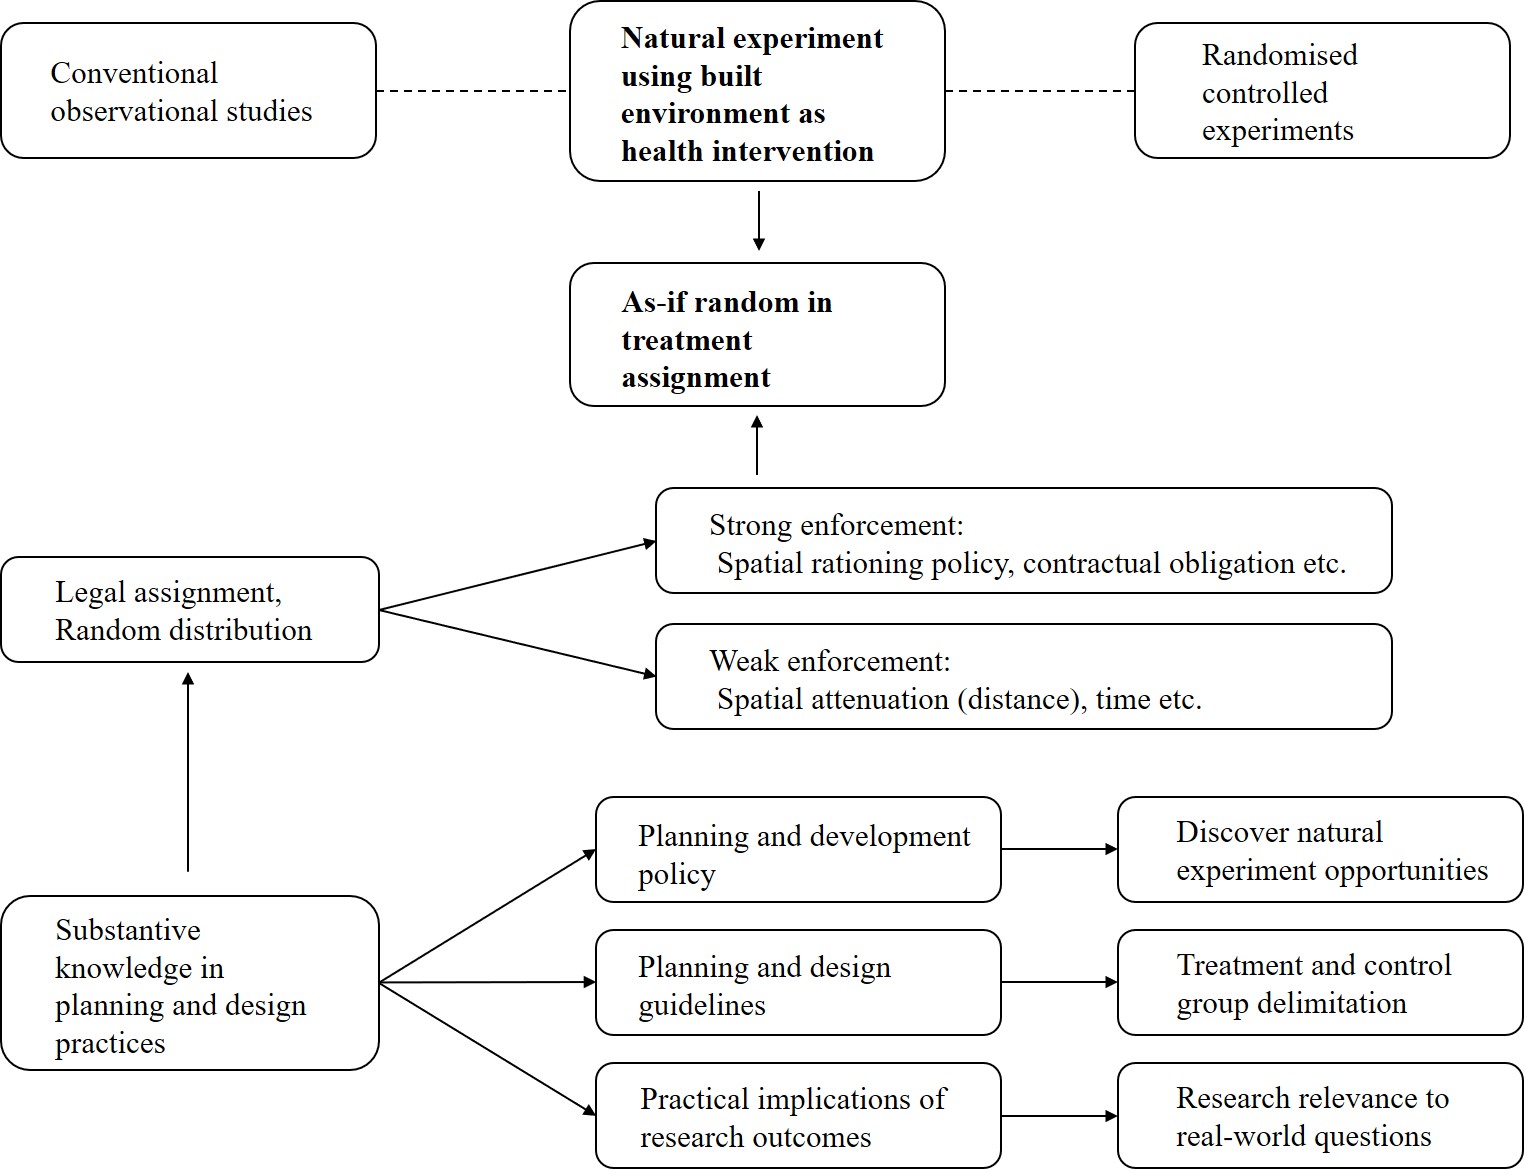 Conventional
observational studies
Natural experiment
using built
environment as
health intervention
Randomised
controlled
experiments
As-if random in
treatment
assignment
Strong enforcement:
Spatial rationing policy, contractual obligation etc.
Legal assignment,
Random distribution
Weak enforcement:
Spatial attenuation (distance), time etc.
Substantive
knowledge in
planning and design
practices
Planning and development
policy
Discover natural
experiment opportunities
Planning and design
guidelines
Treatment and control
group delimitation
Practical implications of
research outcomes
Research relevance to
real-world questions